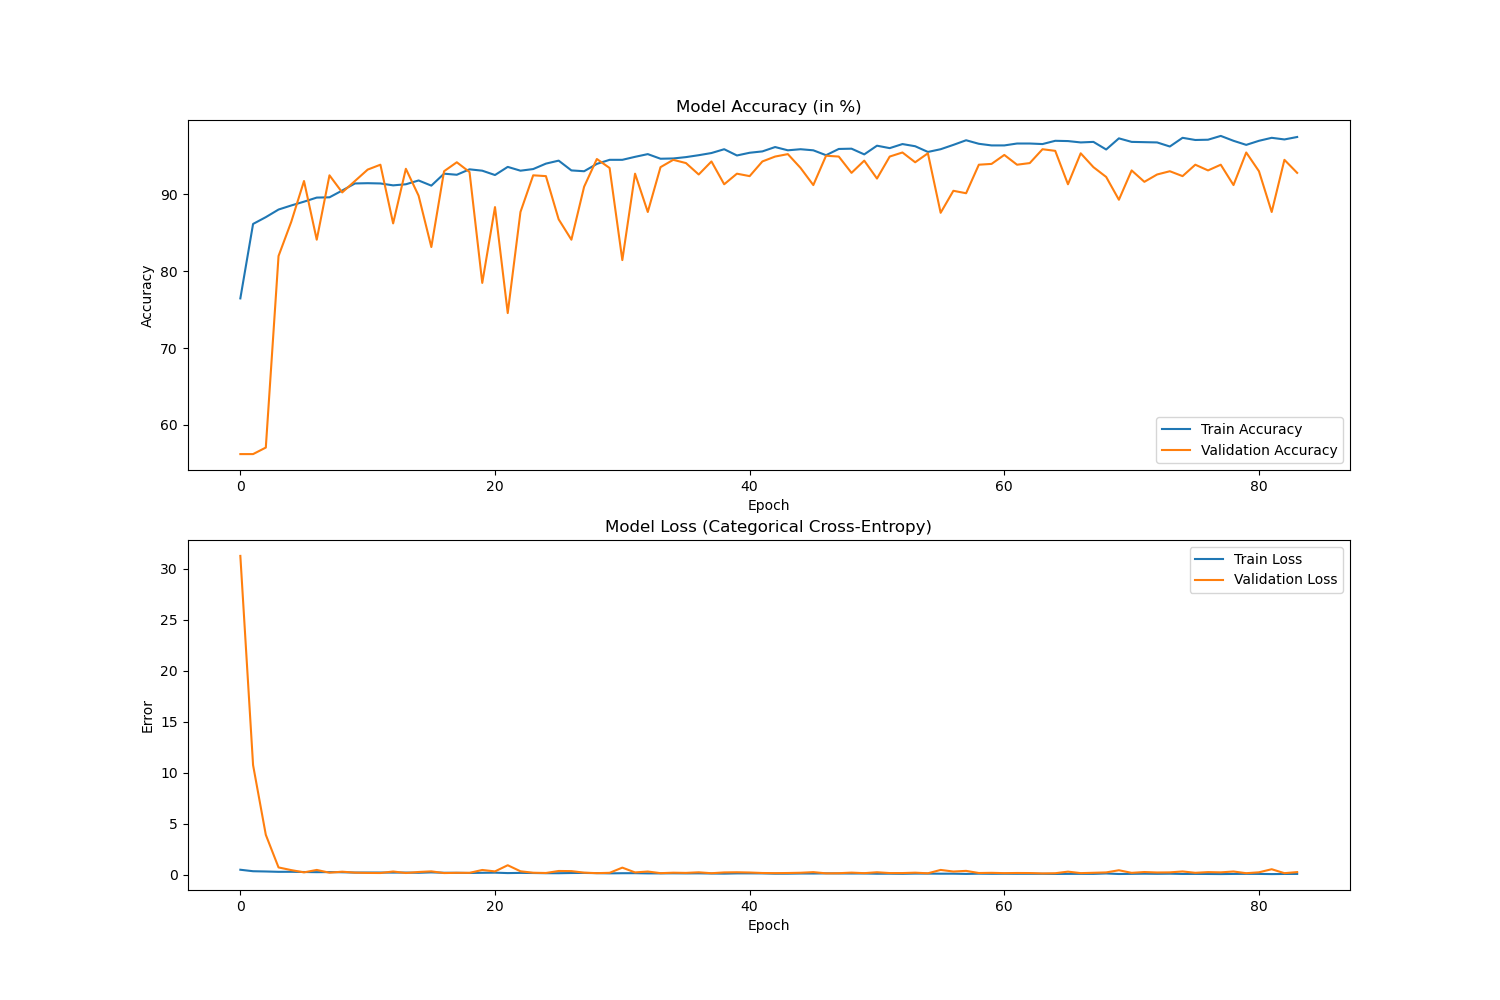 Model Accuracy (in %)
Accuracy
90
80
70
60
Train Accuracy
Validation Accuracy
0 20 40 60 80
Epoch
Model Loss (Categorical Cross-Entropy)
Error
30
25
20
15
10
5
0
Train Loss
Validation Loss
0 20 40 60 80
Epoch